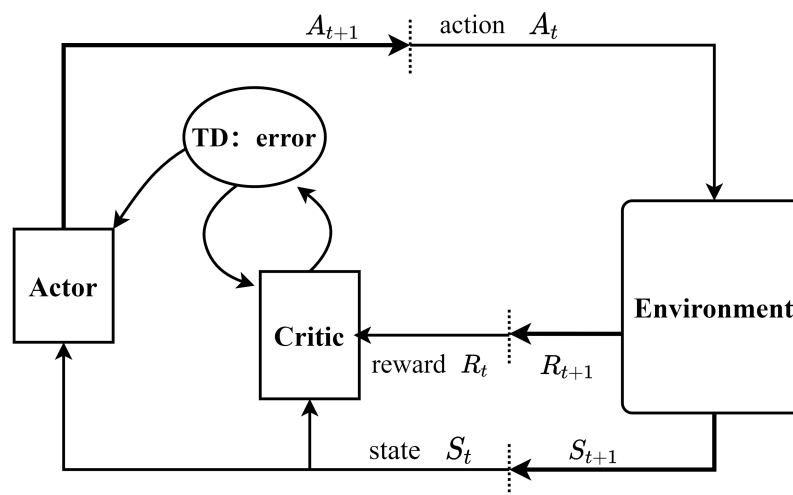 A_{t+1} action A_t
TD: error
Actor
Environment
Critic
reward R_t R_{t+1}
state S_t S_{t+1}